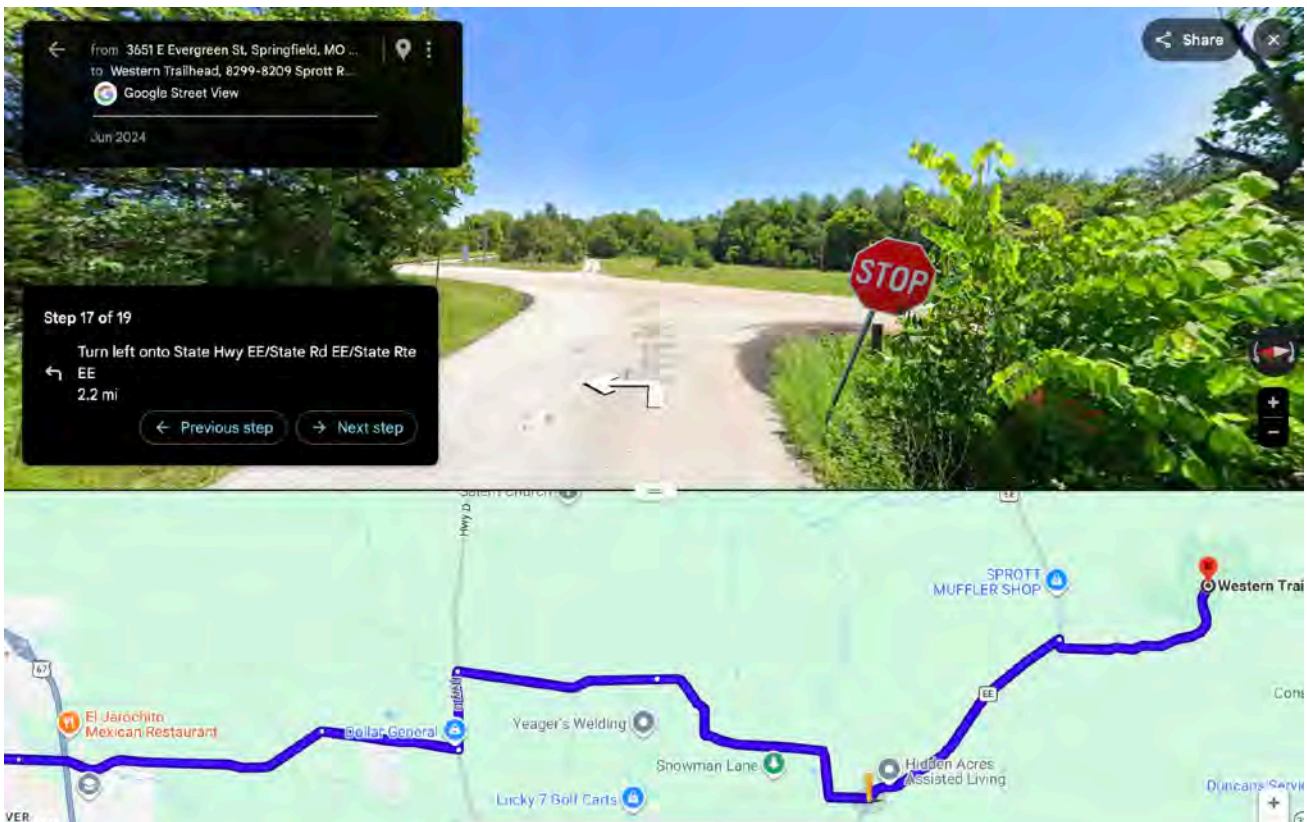 from 3651 E Evergreen St, Springfield, MO ...
to Western Trailhead, 8299-8209 Sprott R...
Google Street View
Jun 2024
Share
STOP
Step 17 of 19
Turn left onto State Hwy EE/State Rd EE/State Rte
EE
2.2 mi
Previous step
Next step
Salem Church
Hwy D
SPROTT
MUFFLER SHOP
Western Trai
67
El Jarochito
Mexican Restaurant
Dollar General
Yeager's Welding
EE
Cons
Snowman Lane
Hidden Acres
Assisted Living
Lucky 7 Golf Carts
Duncans Servic
VER